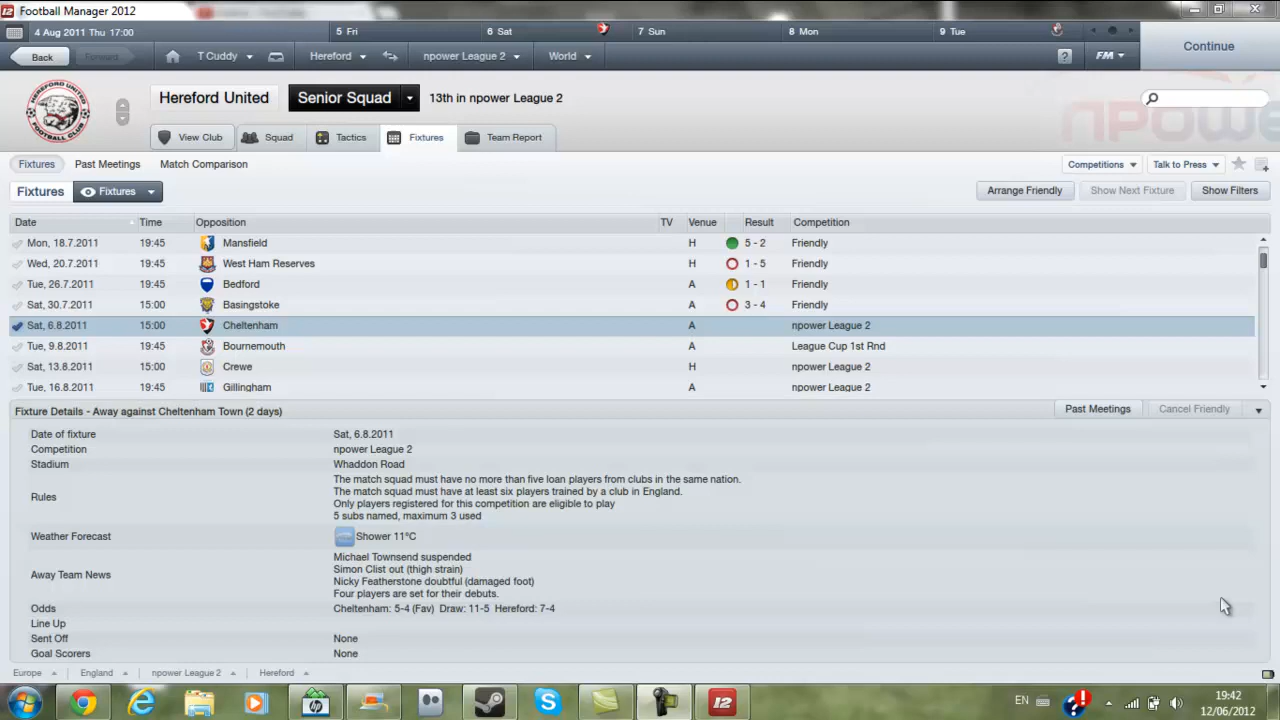 Football Manager 2012
4 Aug 2011 Thu 17:00 5 Fri 6 Sat 7 Sun 8 Mon 9 Tue
Back Forward T Cuddy Hereford npower League 2 World ? FM Continue
Hereford United Senior Squad 13th in npower League 2
View Club Squad Tactics Fixtures Team Report
Fixtures Past Meetings Match Comparison Competitions Talk to Press
Fixtures Fixtures Arrange Friendly Show Next Fixture Show Filters
Date Time Opposition TV Venue Result Competition
Mon, 18.7.2011 19:45 Mansfield H 5 - 2 Friendly
Wed, 20.7.2011 19:45 West Ham Reserves H 1 - 5 Friendly
Tue, 26.7.2011 19:45 Bedford A 1 - 1 Friendly
Sat, 30.7.2011 15:00 Basingstoke A 3 - 4 Friendly
Sat, 6.8.2011 15:00 Cheltenham A npower League 2
Tue, 9.8.2011 19:45 Bournemouth A League Cup 1st Rnd
Sat, 13.8.2011 15:00 Crewe H npower League 2
Tue, 16.8.2011 19:45 Gillingham A npower League 2
Fixture Details - Away against Cheltenham Town (2 days) Past Meetings Cancel Friendly
Date of fixture Sat, 6.8.2011
Competition npower League 2
Stadium Whaddon Road
Rules The match squad must have no more than five loan players from clubs in the same nation.
The match squad must have at least six players trained by a club in England.
Only players registered for this competition are eligible to play
5 subs named, maximum 3 used
Weather Forecast Shower 11°C
Away Team News Michael Townsend suspended
Simon Clist out (thigh strain)
Nicky Featherstone doubtful (damaged foot)
Four players are set for their debuts.
Odds Cheltenham: 5-4 (Fav) Draw: 11-5 Hereford: 7-4
Line Up
Sent Off None
Goal Scorers None
Europe England npower League 2 Hereford
EN 19:42
12/06/2012